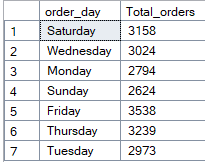 order_day Total_orders
1 Saturday 3158
2 Wednesday 3024
3 Monday 2794
4 Sunday 2624
5 Friday 3538
6 Thursday 3239
7 Tuesday 2973